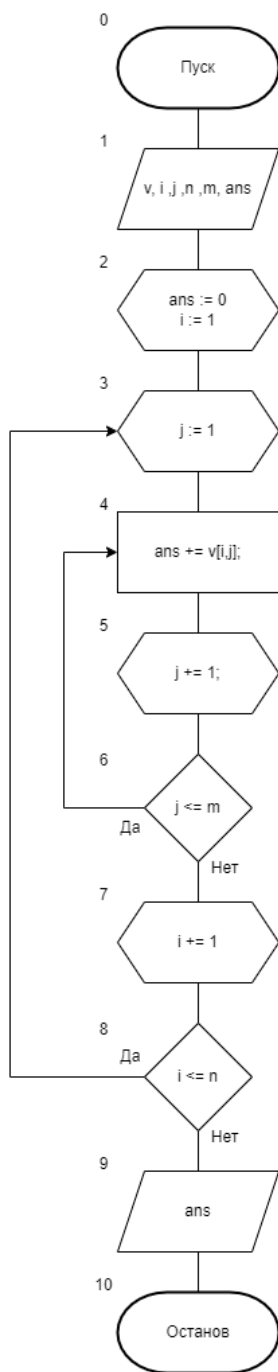 0
Пуск
1
v, i ,j ,n ,m, ans
2
ans := 0
i := 1
3
j := 1
4
ans += v[i,j];
5
j += 1;
6
j <= m
Да
Нет
7
i += 1
8
Да
i <= n
Нет
9
ans
10
Останов